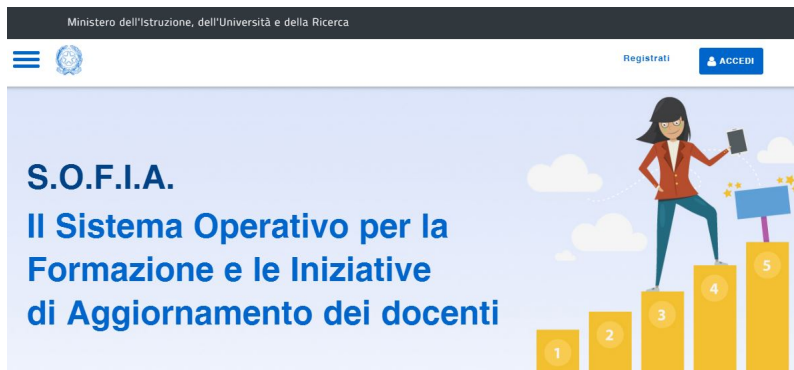 Ministero dell'Istruzione, dell'Università e della Ricerca
Registrati
ACCEDI
S.O.F.I.A.
Il Sistema Operativo per la
Formazione e le Iniziative
di Aggiornamento dei docenti
1
2
3
4
5